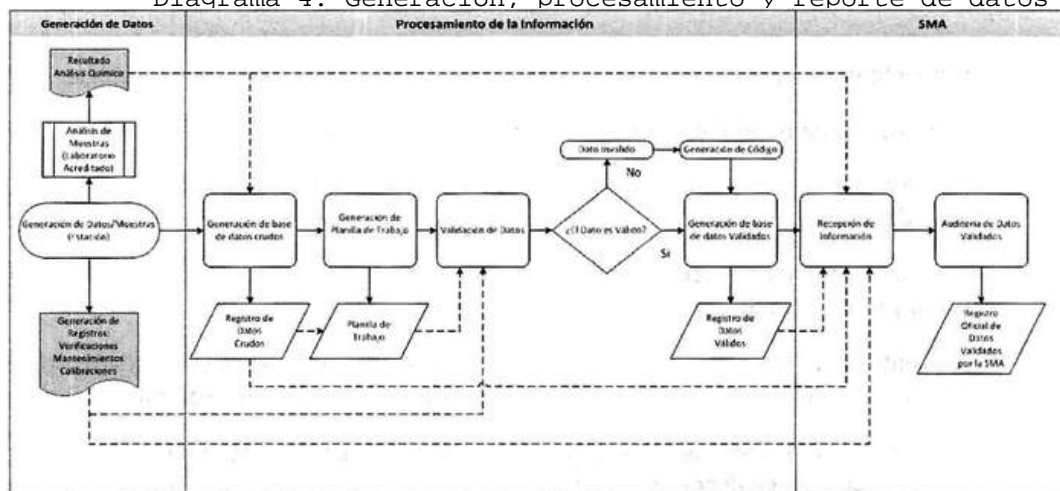 Diagrama 4: Generación, procesamiento y reporte de datos
Generación de Datos
Procesamiento de la Información
SMA
Resultado
Análisis Químico
Análisis de
Muestras
(Laboratorio
Acreditado)
Generación de Datos/Muestras
(Estación)
Generación de
Registros:
Verificaciones
Mantenimientos
Calibraciones
Generación de base
de datos crudos
Registro de
Datos
Crudos
Generación de
Planilla de Trabajo
Planilla de
Trabajo
Validación de Datos
¿El Dato es Válido?
No
Si
Dato Invalido
Generación de Código
Generación de base
de datos Validados
Registro de
Datos
Válidos
Recepción de
Información
Auditoria de Datos
Validados
Registro
Oficial de
Datos
Validados
por la SMA